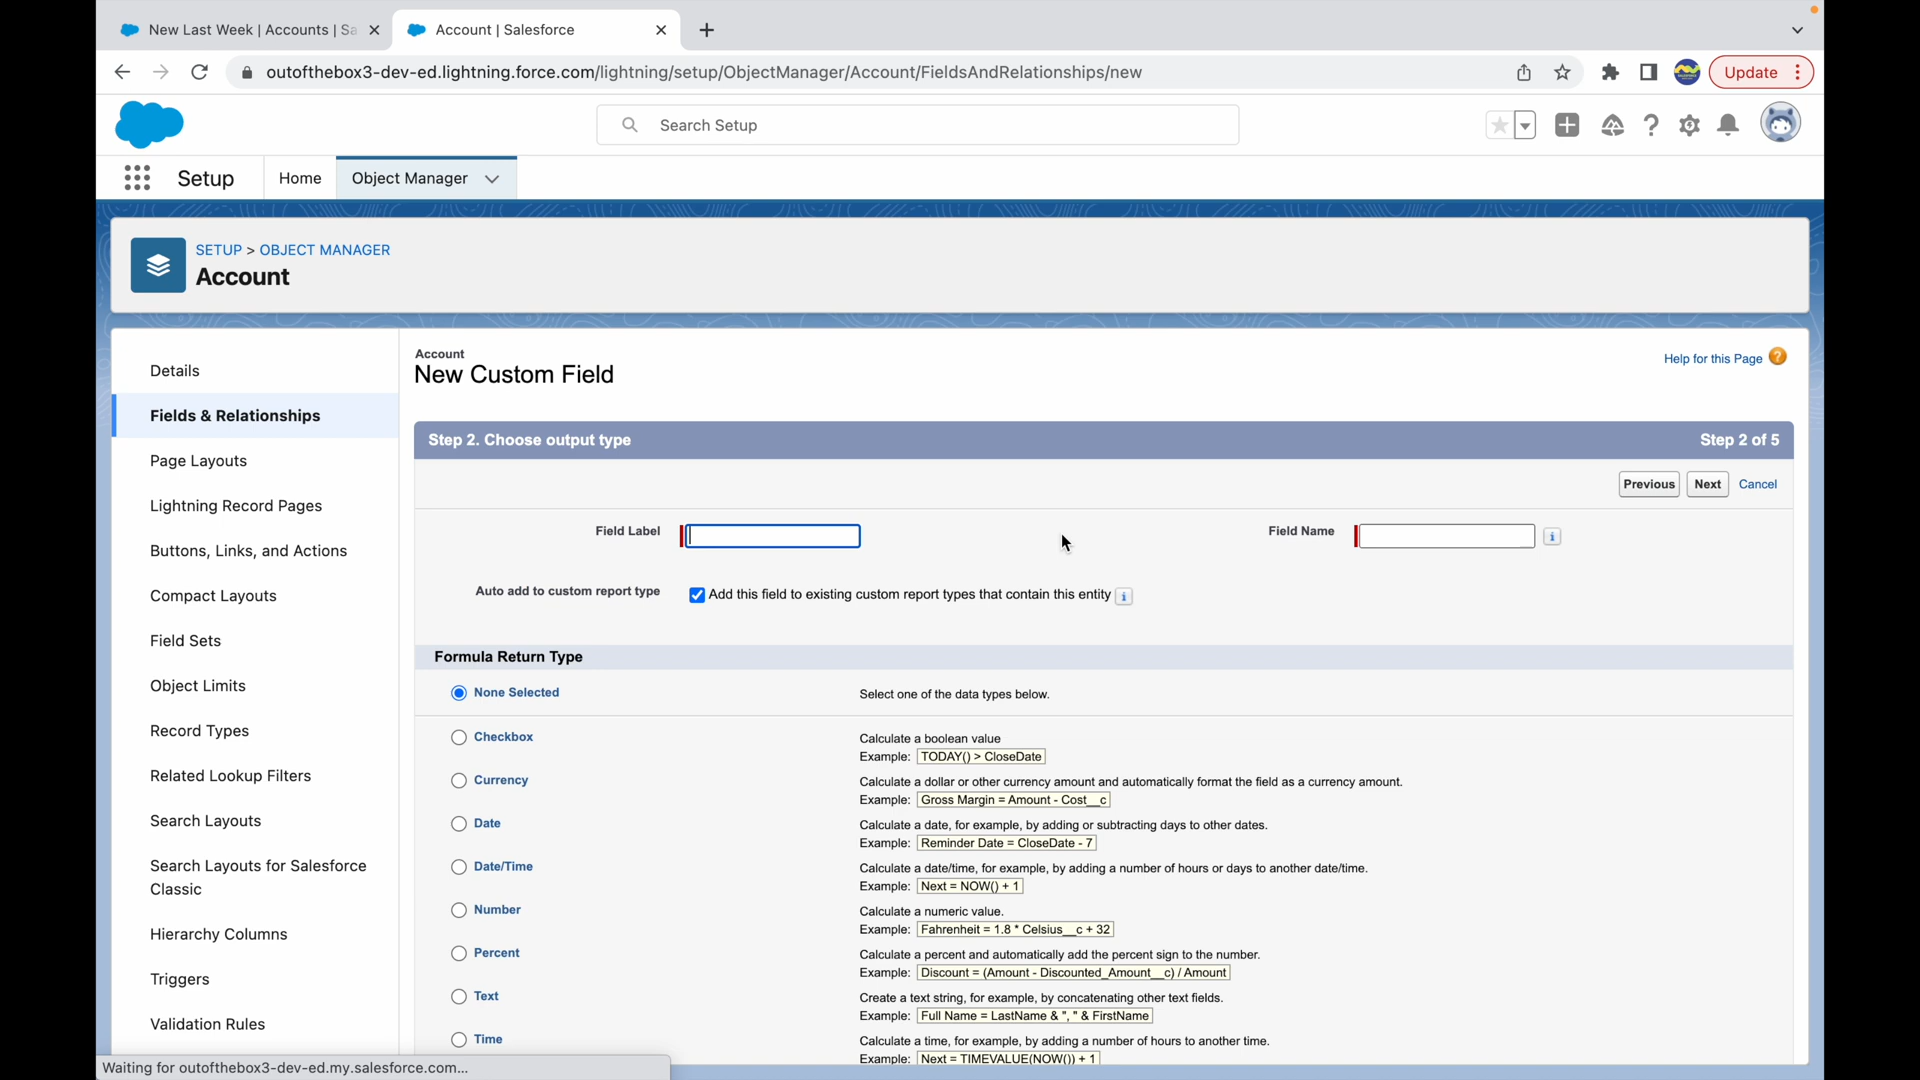 New Last Week | Accounts | Sa
Account | Salesforce
outofthebox3-dev-ed.lightning.force.com/lightning/setup/ObjectManager/Account/FieldsAndRelationships/new
Update
Search Setup
Setup
Home
Object Manager
SETUP > OBJECT MANAGER
Account
Details
Fields & Relationships
Page Layouts
Lightning Record Pages
Buttons, Links, and Actions
Compact Layouts
Field Sets
Object Limits
Record Types
Related Lookup Filters
Search Layouts
Search Layouts for Salesforce
Classic
Hierarchy Columns
Triggers
Validation Rules
Account
New Custom Field
Help for this Page
Step 2. Choose output type
Step 2 of 5
Previous
Next
Cancel
Field Label
Field Name
Auto add to custom report type
Add this field to existing custom report types that contain this entity
Formula Return Type
None Selected
Select one of the data types below.
Checkbox
Calculate a boolean value
Example: TODAY() > CloseDate
Currency
Calculate a dollar or other currency amount and automatically format the field as a currency amount.
Example: Gross Margin = Amount - Cost__c
Date
Calculate a date, for example, by adding or subtracting days to other dates.
Example: Reminder Date = CloseDate - 7
Date/Time
Calculate a date/time, for example, by adding a number of hours or days to another date/time.
Example: Next = NOW() + 1
Number
Calculate a numeric value.
Example: Fahrenheit = 1.8 * Celsius__c + 32
Percent
Calculate a percent and automatically add the percent sign to the number.
Example: Discount = (Amount - Discounted_Amount__c) / Amount
Text
Create a text string, for example, by concatenating other text fields.
Example: Full Name = LastName & ", " & FirstName
Time
Calculate a time, for example, by adding a number of hours to another time.
Example: Next = TIMEVALUE(NOW()) + 1
Waiting for outofthebox3-dev-ed.my.salesforce.com...